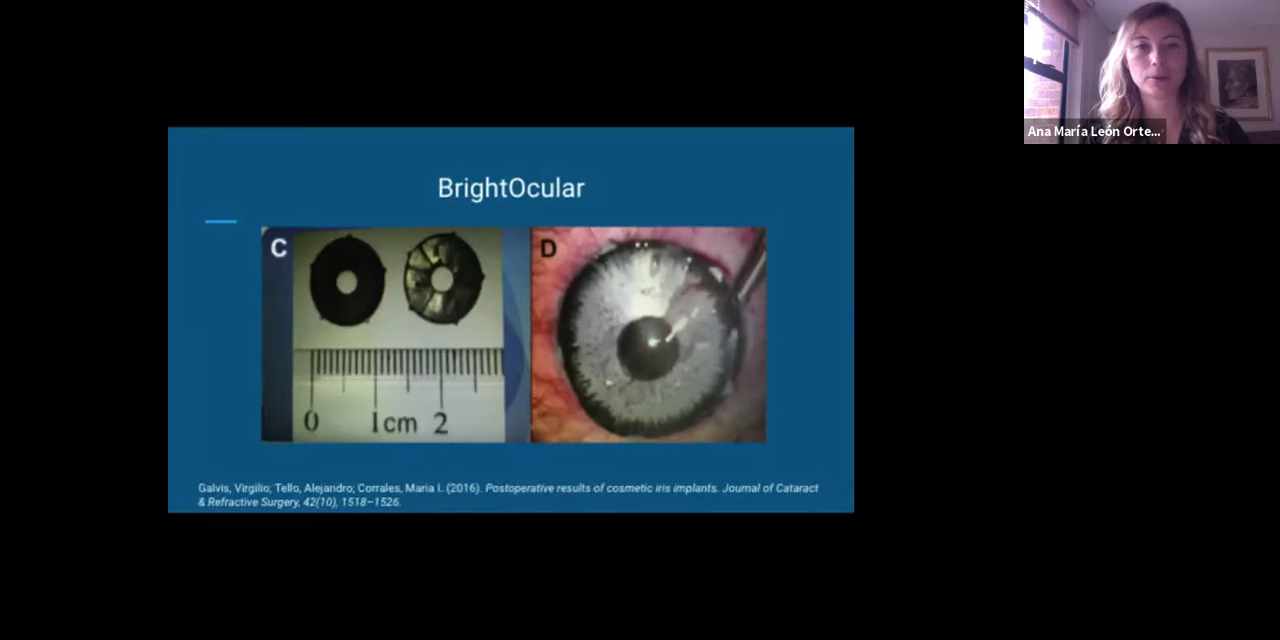 Ana María León Orte...
BrightOcular
C
D
0 1cm 2
Galvis, Virgilio; Tello, Alejandro; Corrales, Maria I. (2016). Postoperative results of cosmetic iris implants. Journal of Cataract
& Refractive Surgery, 42(10), 1518–1526.